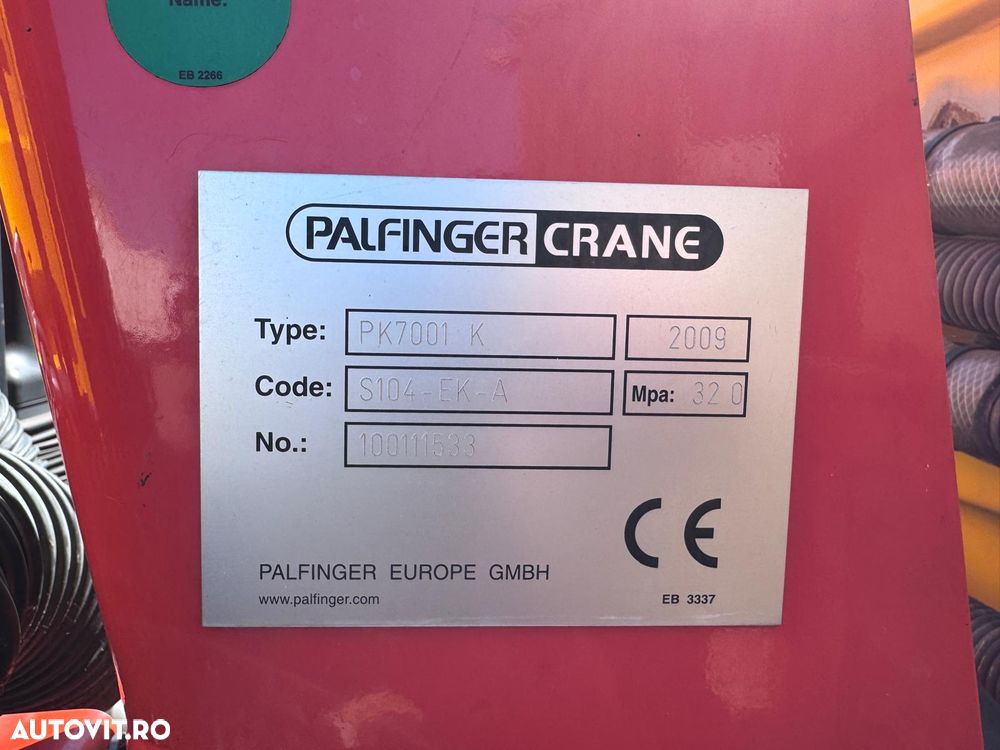 Name:
EB 2266
PALFINGER CRANE
Type: PK7001 K 2009
Code: S104-EK-A Mpa: 32 0
No.: 100111533
CE
PALFINGER EUROPE GMBH
www.palfinger.com EB 3337
AUTOVIT.RO